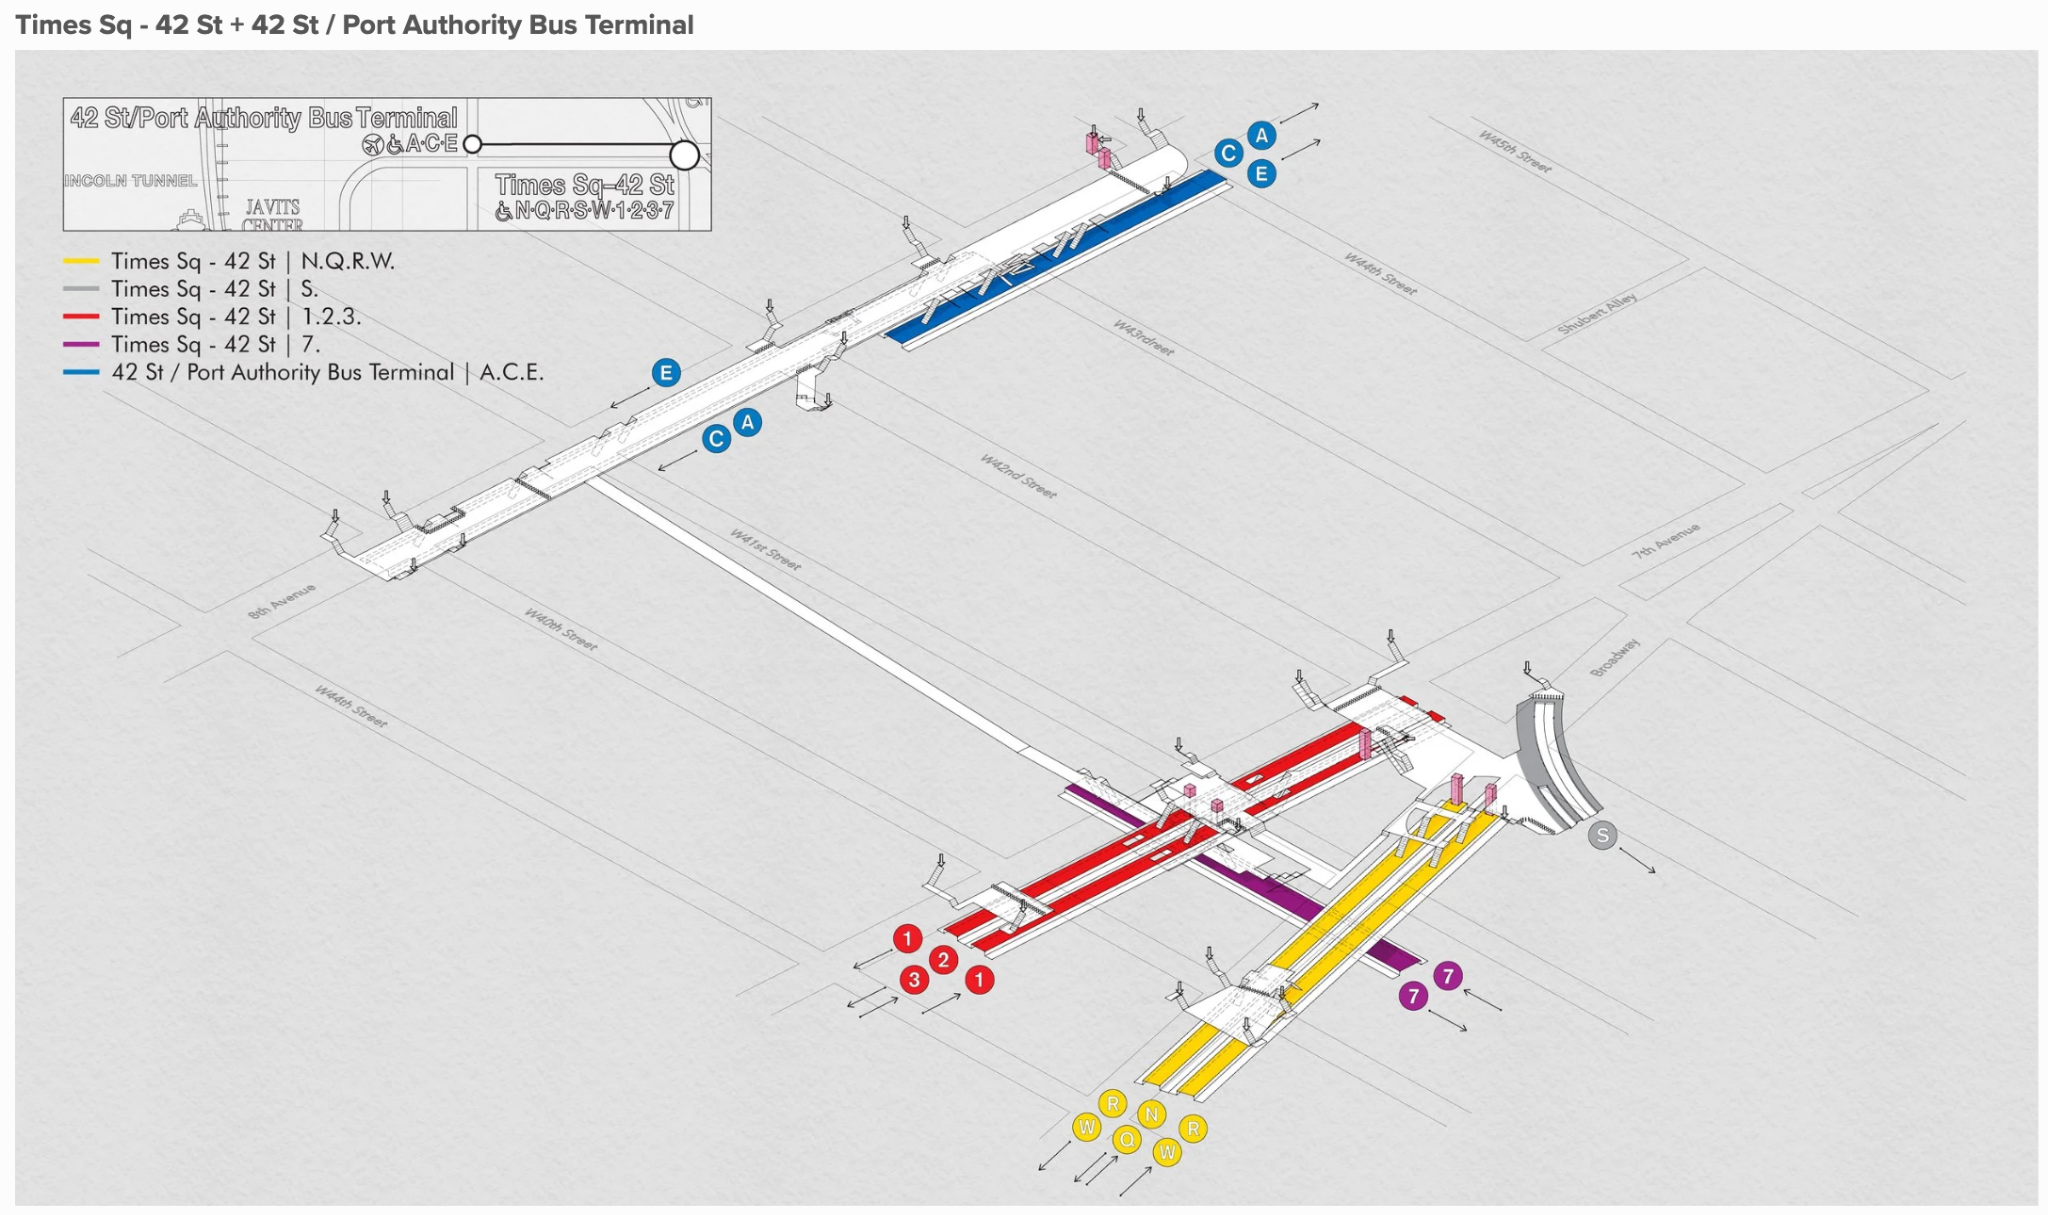 Times Sq - 42 St + 42 St / Port Authority Bus Terminal
42 St/Port Authority Bus Terminal
A·C·E
INCOLN TUNNEL
JAVITS
CENTER
Times Sq–42 St
N·Q·R·S·W·1·2·3·7
Times Sq - 42 St | N.Q.R.W.
Times Sq - 42 St | S.
Times Sq - 42 St | 1.2.3.
Times Sq - 42 St | 7.
42 St / Port Authority Bus Terminal | A.C.E.
A
C
E
W45th Street
W44th Street
Shubert Alley
W43rdreet
E
A
C
W42nd Street
7th Avenue
W41st Street
8th Avenue
W40th Street
Broadway
W44th Street
S
1
2
3
1
7
7
R
N
R
W
Q
W